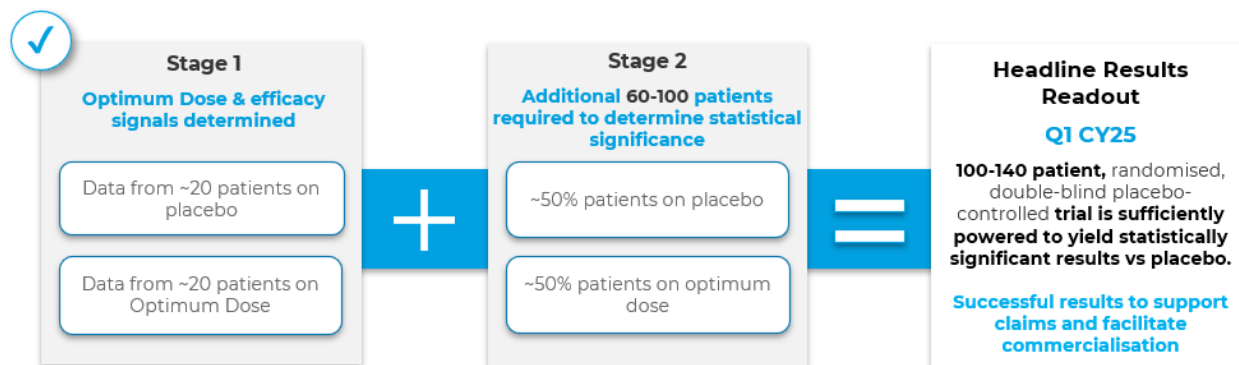 Stage 1
Optimum Dose & efficacy
signals determined
Data from ~20 patients on
placebo
Data from ~20 patients on
Optimum Dose
Stage 2
Additional 60-100 patients
required to determine statistical
significance
~50% patients on placebo
~50% patients on optimum
dose
Headline Results
Readout
Q1 CY25
100-140 patient, randomised,
double-blind placebo-
controlled trial is sufficiently
powered to yield statistically
significant results vs placebo.
Successful results to support
claims and facilitate
commercialisation